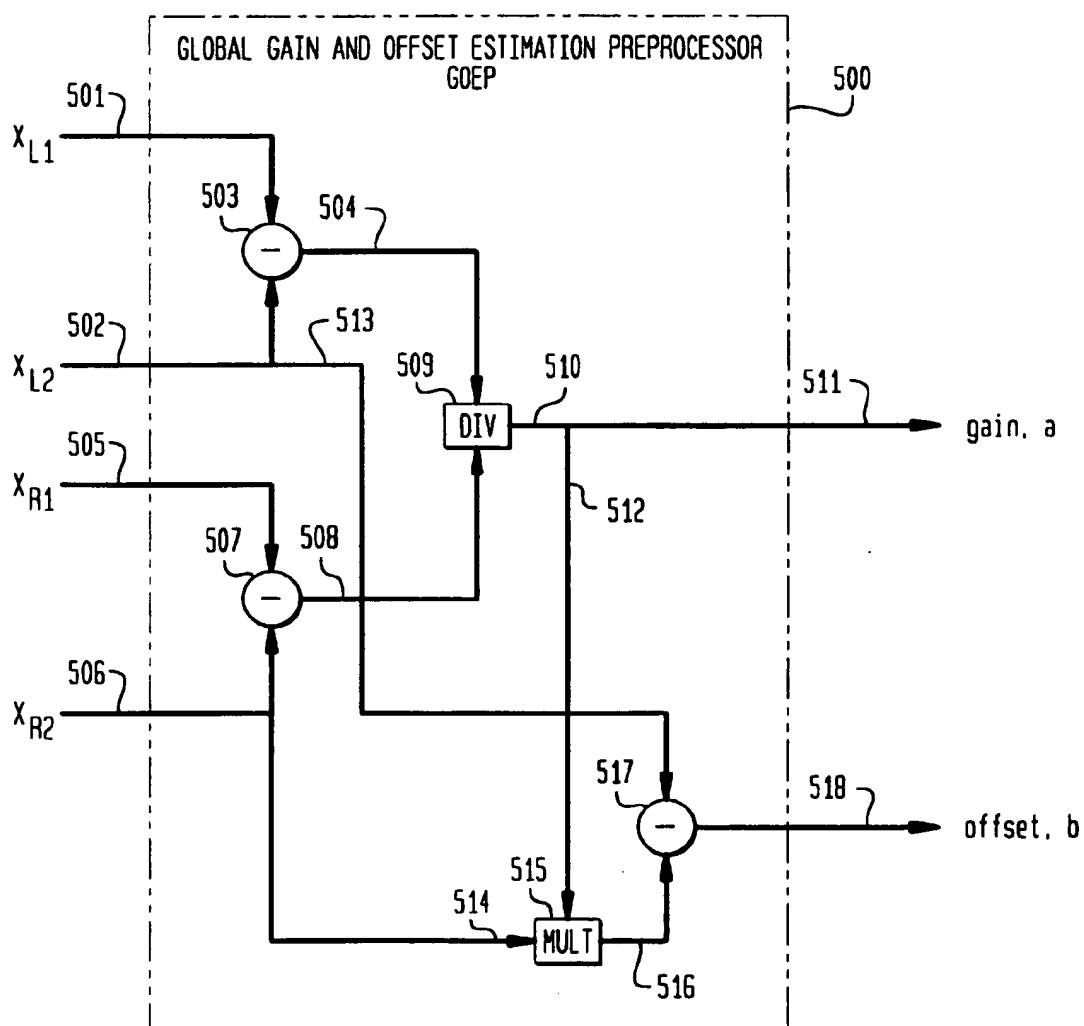 GLOBAL GAIN AND OFFSET ESTIMATION PREPROCESSOR
GOEP
500
501
X_L1
503
504
502
513
X_L2
509
510
511
DIV
gain, a
505
X_R1
512
507
508
506
X_R2
517
518
offset, b
515
514
MULT
516